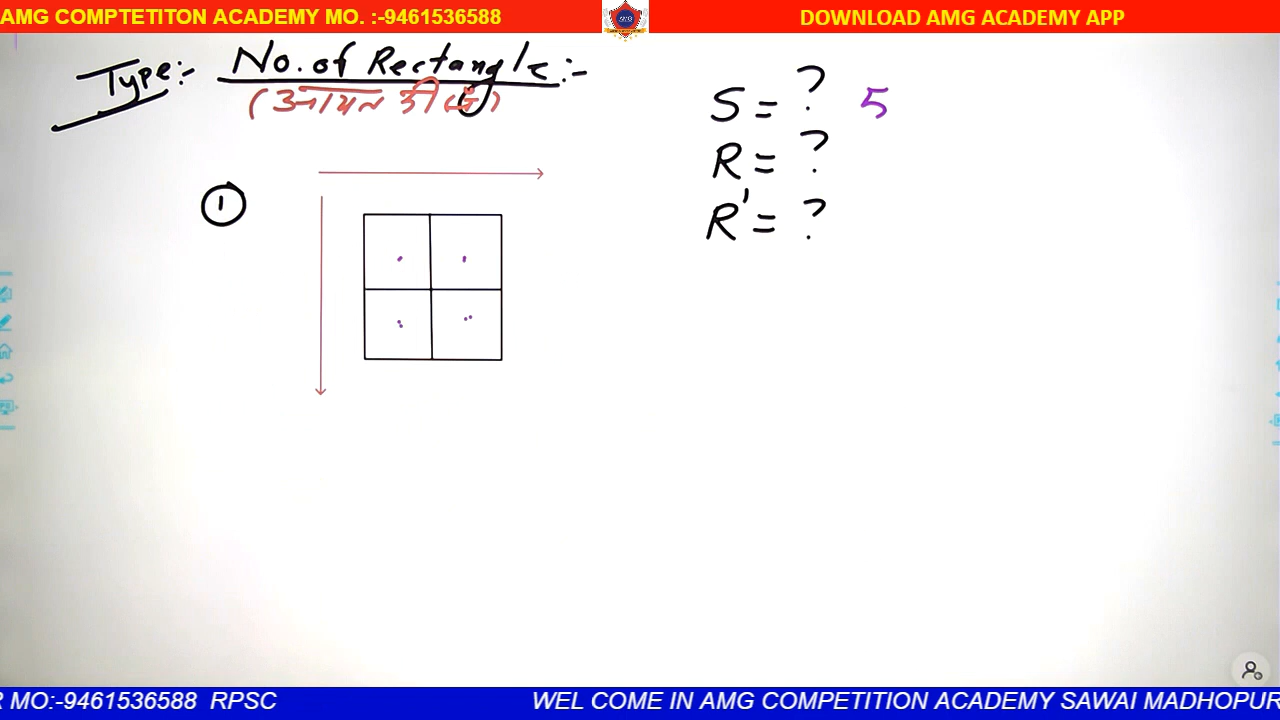 AMG COMPTETITON ACADEMY MO. :-9461536588
DOWNLOAD AMG ACADEMY APP
Type:- No. of Rectangle:-
(आयत की सं)
S = ? 5
R = ?
R' = ?
1
R MO:-9461536588 RPSC
WEL COME IN AMG COMPETITION ACADEMY SAWAI MADHOPUR